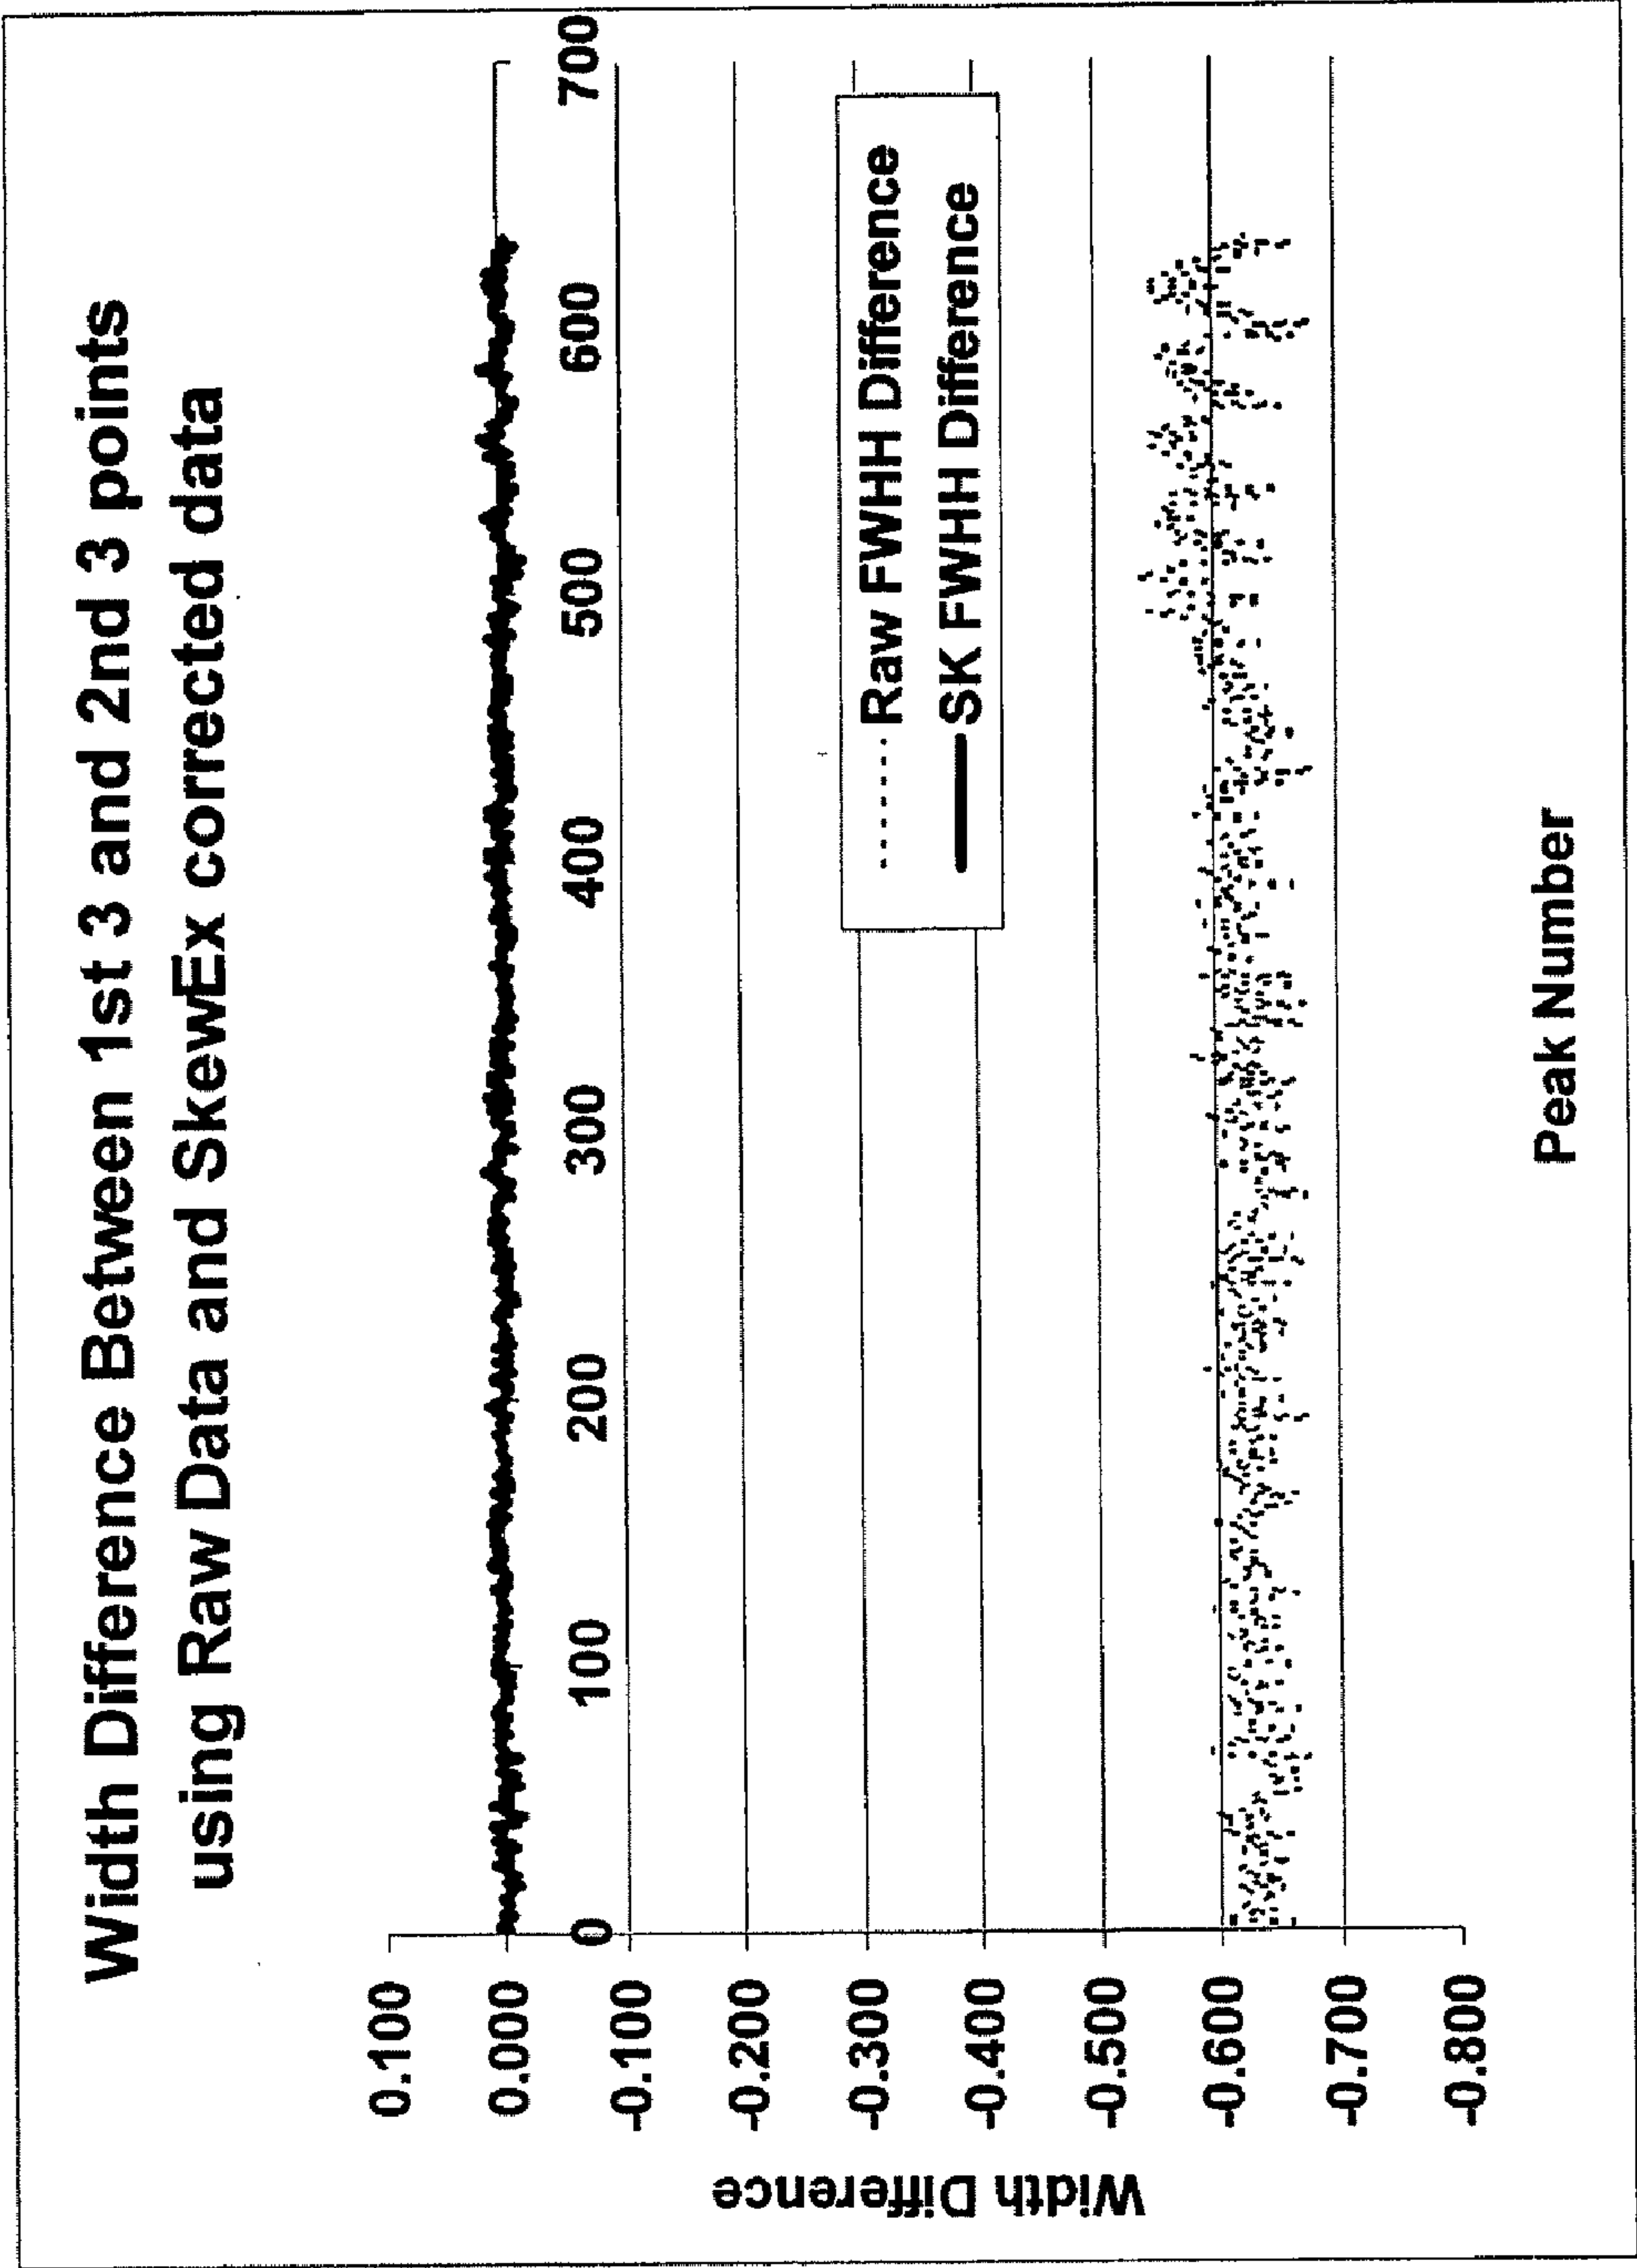 Width Difference Between 1st 3 and 2nd 3 points
using Raw Data and SkewEx corrected data
0.100
0.000
-0.100
-0.200
-0.300
-0.400
-0.500
-0.600
-0.700
-0.800
Width Difference
0 100 200 300 400 500 600 700
Raw FWHH Difference
SK FWHH Difference
Peak Number